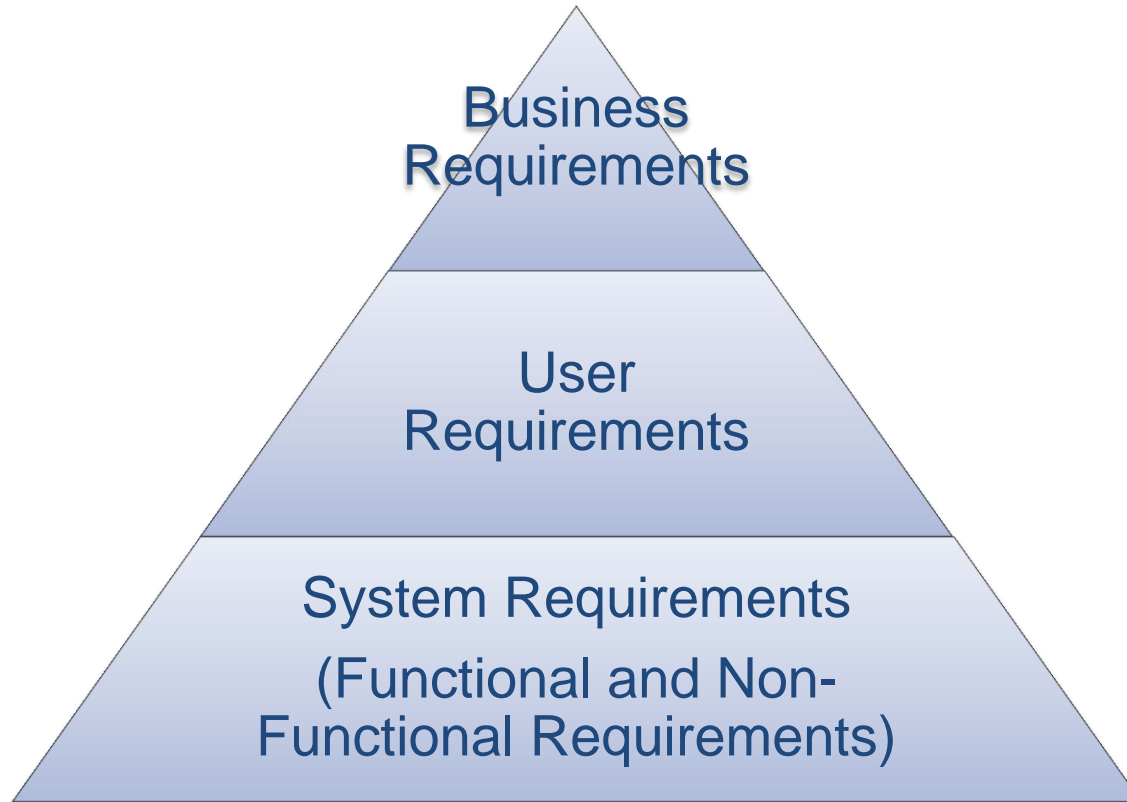 Business
Requirements
User
Requirements
System Requirements
(Functional and Non-
Functional Requirements)